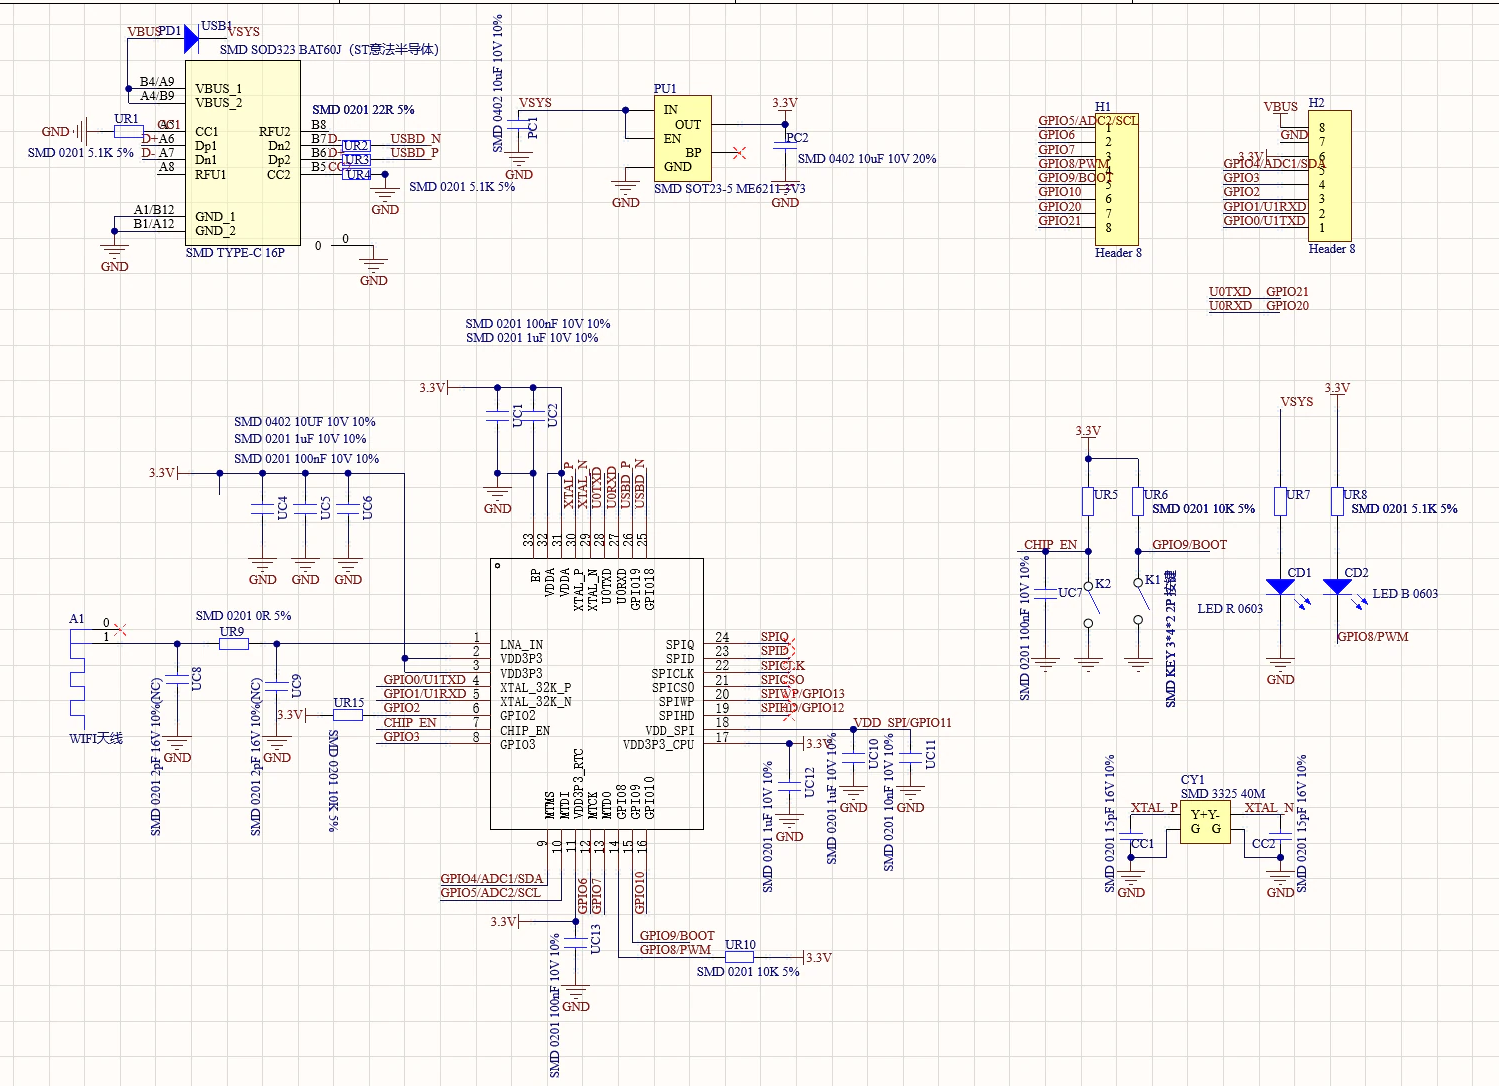 VBUS
PD1
USB1
VSYS
SMD SOD323 BAT60J（ST意法半导体）
B4/A9
A4/B9
VBUS_1
VBUS_2
UR1
GND
CC1
A5
D+
A6
D-
A7
A8
SMD 0201 5.1K 5%
CC1
Dp1
Dn1
RFU1
RFU2
Dn2
Dp2
CC2
SMD 0201 22R 5%
B8
B7
D-
UR2
USBD_N
B6
D-
UR3
USBD_P
B5
CC
UR4
SMD 0201 5.1K 5%
GND
A1/B12
B1/A12
GND_1
GND_2
GND
SMD TYPE-C 16P
0
0
GND
SMD 0402 10uF 10V 10%
VSYS
PC1
GND
PU1
IN
OUT
EN
BP
GND
GND
SMD SOT23-5 ME6211 3V3
3.3V
PC2
SMD 0402 10uF 10V 20%
GND
H1
GPIO5/ADC2/SCL
1
GPIO6
2
GPIO7
3
GPIO8/PWM
4
GPIO9/BOOT
5
GPIO10
6
GPIO20
7
GPIO21
8
Header 8
VBUS
H2
8
GND
7
3.3V
6
GPIO4/ADC1/SDA
5
GPIO3
4
GPIO2
3
GPIO1/U1RXD
2
GPIO0/U1TXD
1
Header 8
U0TXD GPIO21
U0RXD GPIO20
SMD 0201 100nF 10V 10%
SMD 0201 1uF 10V 10%
3.3V
UC1
UC2
GND
SMD 0402 10UF 10V 10%
SMD 0201 1uF 10V 10%
SMD 0201 100nF 10V 10%
3.3V
UC4
UC5
UC6
GND
GND
GND
XTAL_P
XTAL_N
U0TXD
U0RXD
USBD_P
USBD_N
33
32
31
30
29
28
27
26
25
BP
VDDA
VDDA
XTAL_P
XTAL_N
U0TXD
U0RXD
GPIO19
GPIO18
A1
0
1
WIFI天线
SMD 0201 0R 5%
UR9
UC8
SMD 0201 2pF 16V 10%(NC)
GND
UC9
SMD 0201 2pF 16V 10%(NC)
GND
3.3V
UR15
SMD 0201 10K 5%
1
LNA_IN
2
VDD3P3
3
VDD3P3
GPIO0/U1TXD
4
XTAL_32K_P
GPIO1/U1RXD
5
XTAL_32K_N
GPIO2
6
GPIO2
CHIP_EN
7
CHIP_EN
GPIO3
8
GPIO3
SPIQ
24
SPIQ
SPID
23
SPID
SPICLK
22
SPICLK
SPICS0
21
SPICSO
SPIWP
20
SPIWP/GPIO13
SPIHD
19
SPIHD/GPIO12
VDD_SPI
18
VDD_SPI/GPIO11
VDD3P3_CPU
17
3.3V
UC12
SMD 0201 1uF 10V 10%
GND
UC10
SMD 0201 1uF 10V 10%
GND
UC11
SMD 0201 10nF 10V 10%
GND
MTMS
MTDI
VDD3P3_RTC
MTCK
MTDO
GPIO8
GPIO9
GPIO10
9
10
11
12
13
14
15
16
GPIO4/ADC1/SDA
GPIO5/ADC2/SCL
GPIO6
GPIO7
GPIO10
3.3V
UC13
SMD 0201 100nF 10V 10%
GND
GPIO9/BOOT
GPIO8/PWM
UR10
3.3V
SMD 0201 10K 5%
3.3V
UR5
UR6
SMD 0201 10K 5%
CHIP_EN
GPIO9/BOOT
UC7
SMD 0201 100nF 10V 10%
K2
K1
SMD KEY 3*4*2 2P 按键
VSYS
3.3V
UR7
UR8
SMD 0201 5.1K 5%
CD1
LED R 0603
CD2
LED B 0603
GPIO8/PWM
GND
CY1
SMD 3325 40M
XTAL_P
Y+
Y-
XTAL_N
G
G
CC1
CC2
SMD 0201 15pF 16V 10%
SMD 0201 15pF 16V 10%
GND
GND